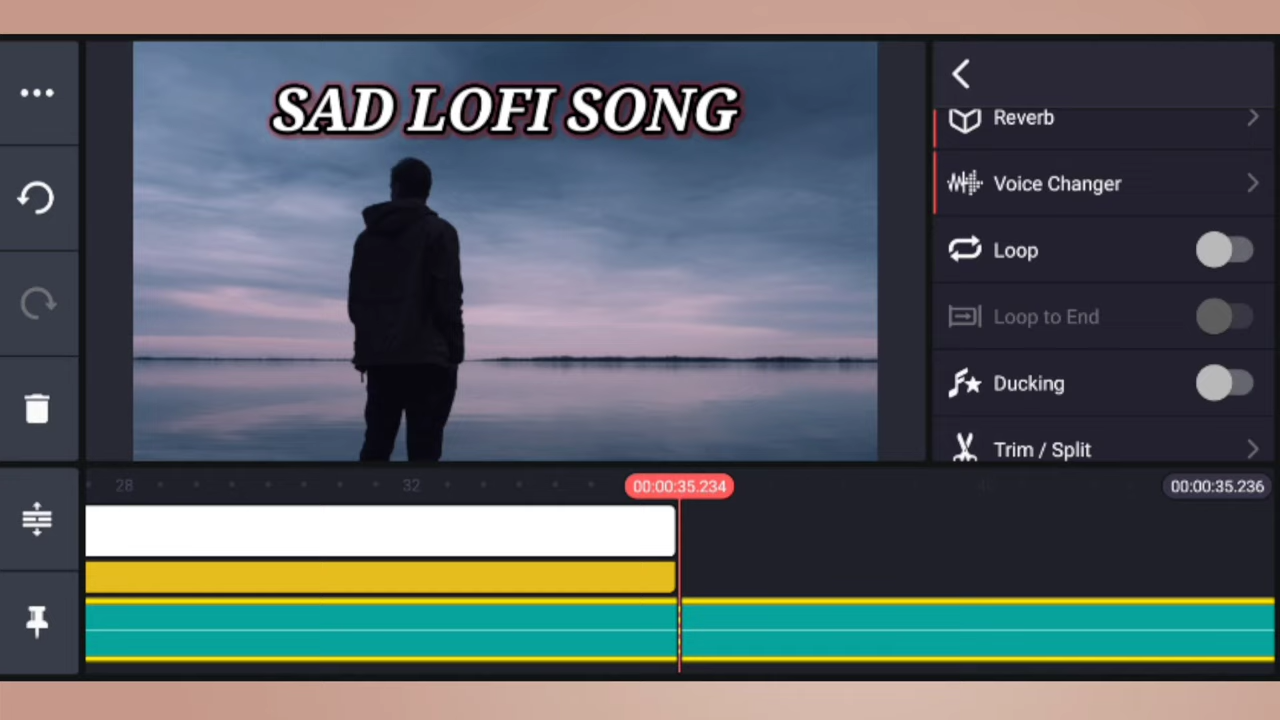 SAD LOFI SONG
Reverb
Voice Changer
Loop
Loop to End
Ducking
Trim / Split
28
32
00:00:35.234
00:00:35.236